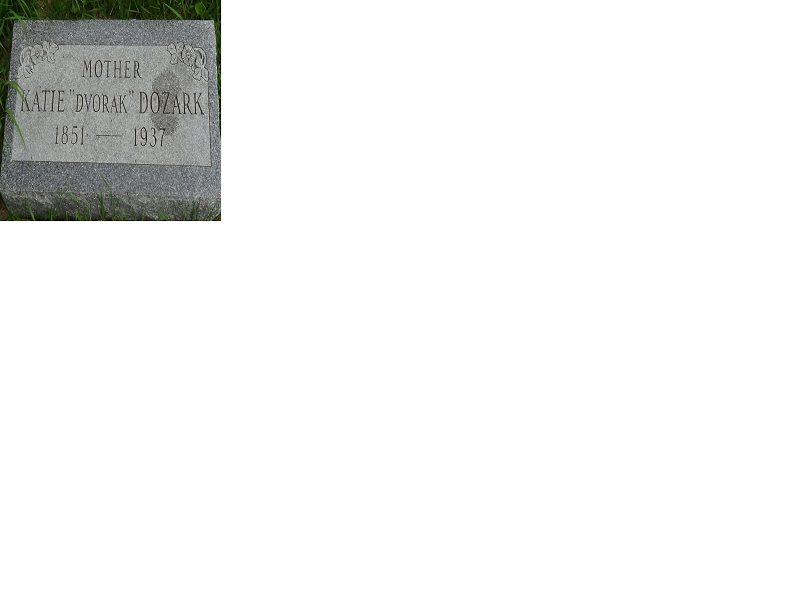 MOTHER
KATIE "DVORAK" DOZARK
1851 — 1937